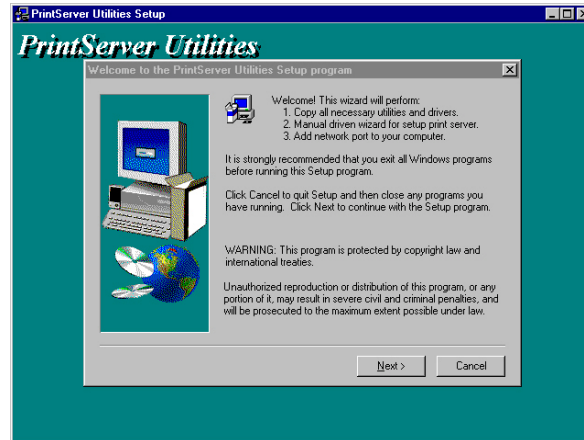 PrintServer Utilities Setup
PrintServer Utilities
Welcome to the PrintServer Utilities Setup program
Welcome! This wizard will perform:
1. Copy all necessary utilities and drivers.
2. Manual driven wizard for setup print server.
3. Add network port to your computer.
It is strongly recommended that you exit all Windows programs
before running this Setup program.
Click Cancel to quit Setup and then close any programs you
have running. Click Next to continue with the Setup program.
WARNING: This program is protected by copyright law and
international treaties.
Unauthorized reproduction or distribution of this program, or any
portion of it, may result in severe civil and criminal penalties, and
will be prosecuted to the maximum extent possible under law.
Next >
Cancel